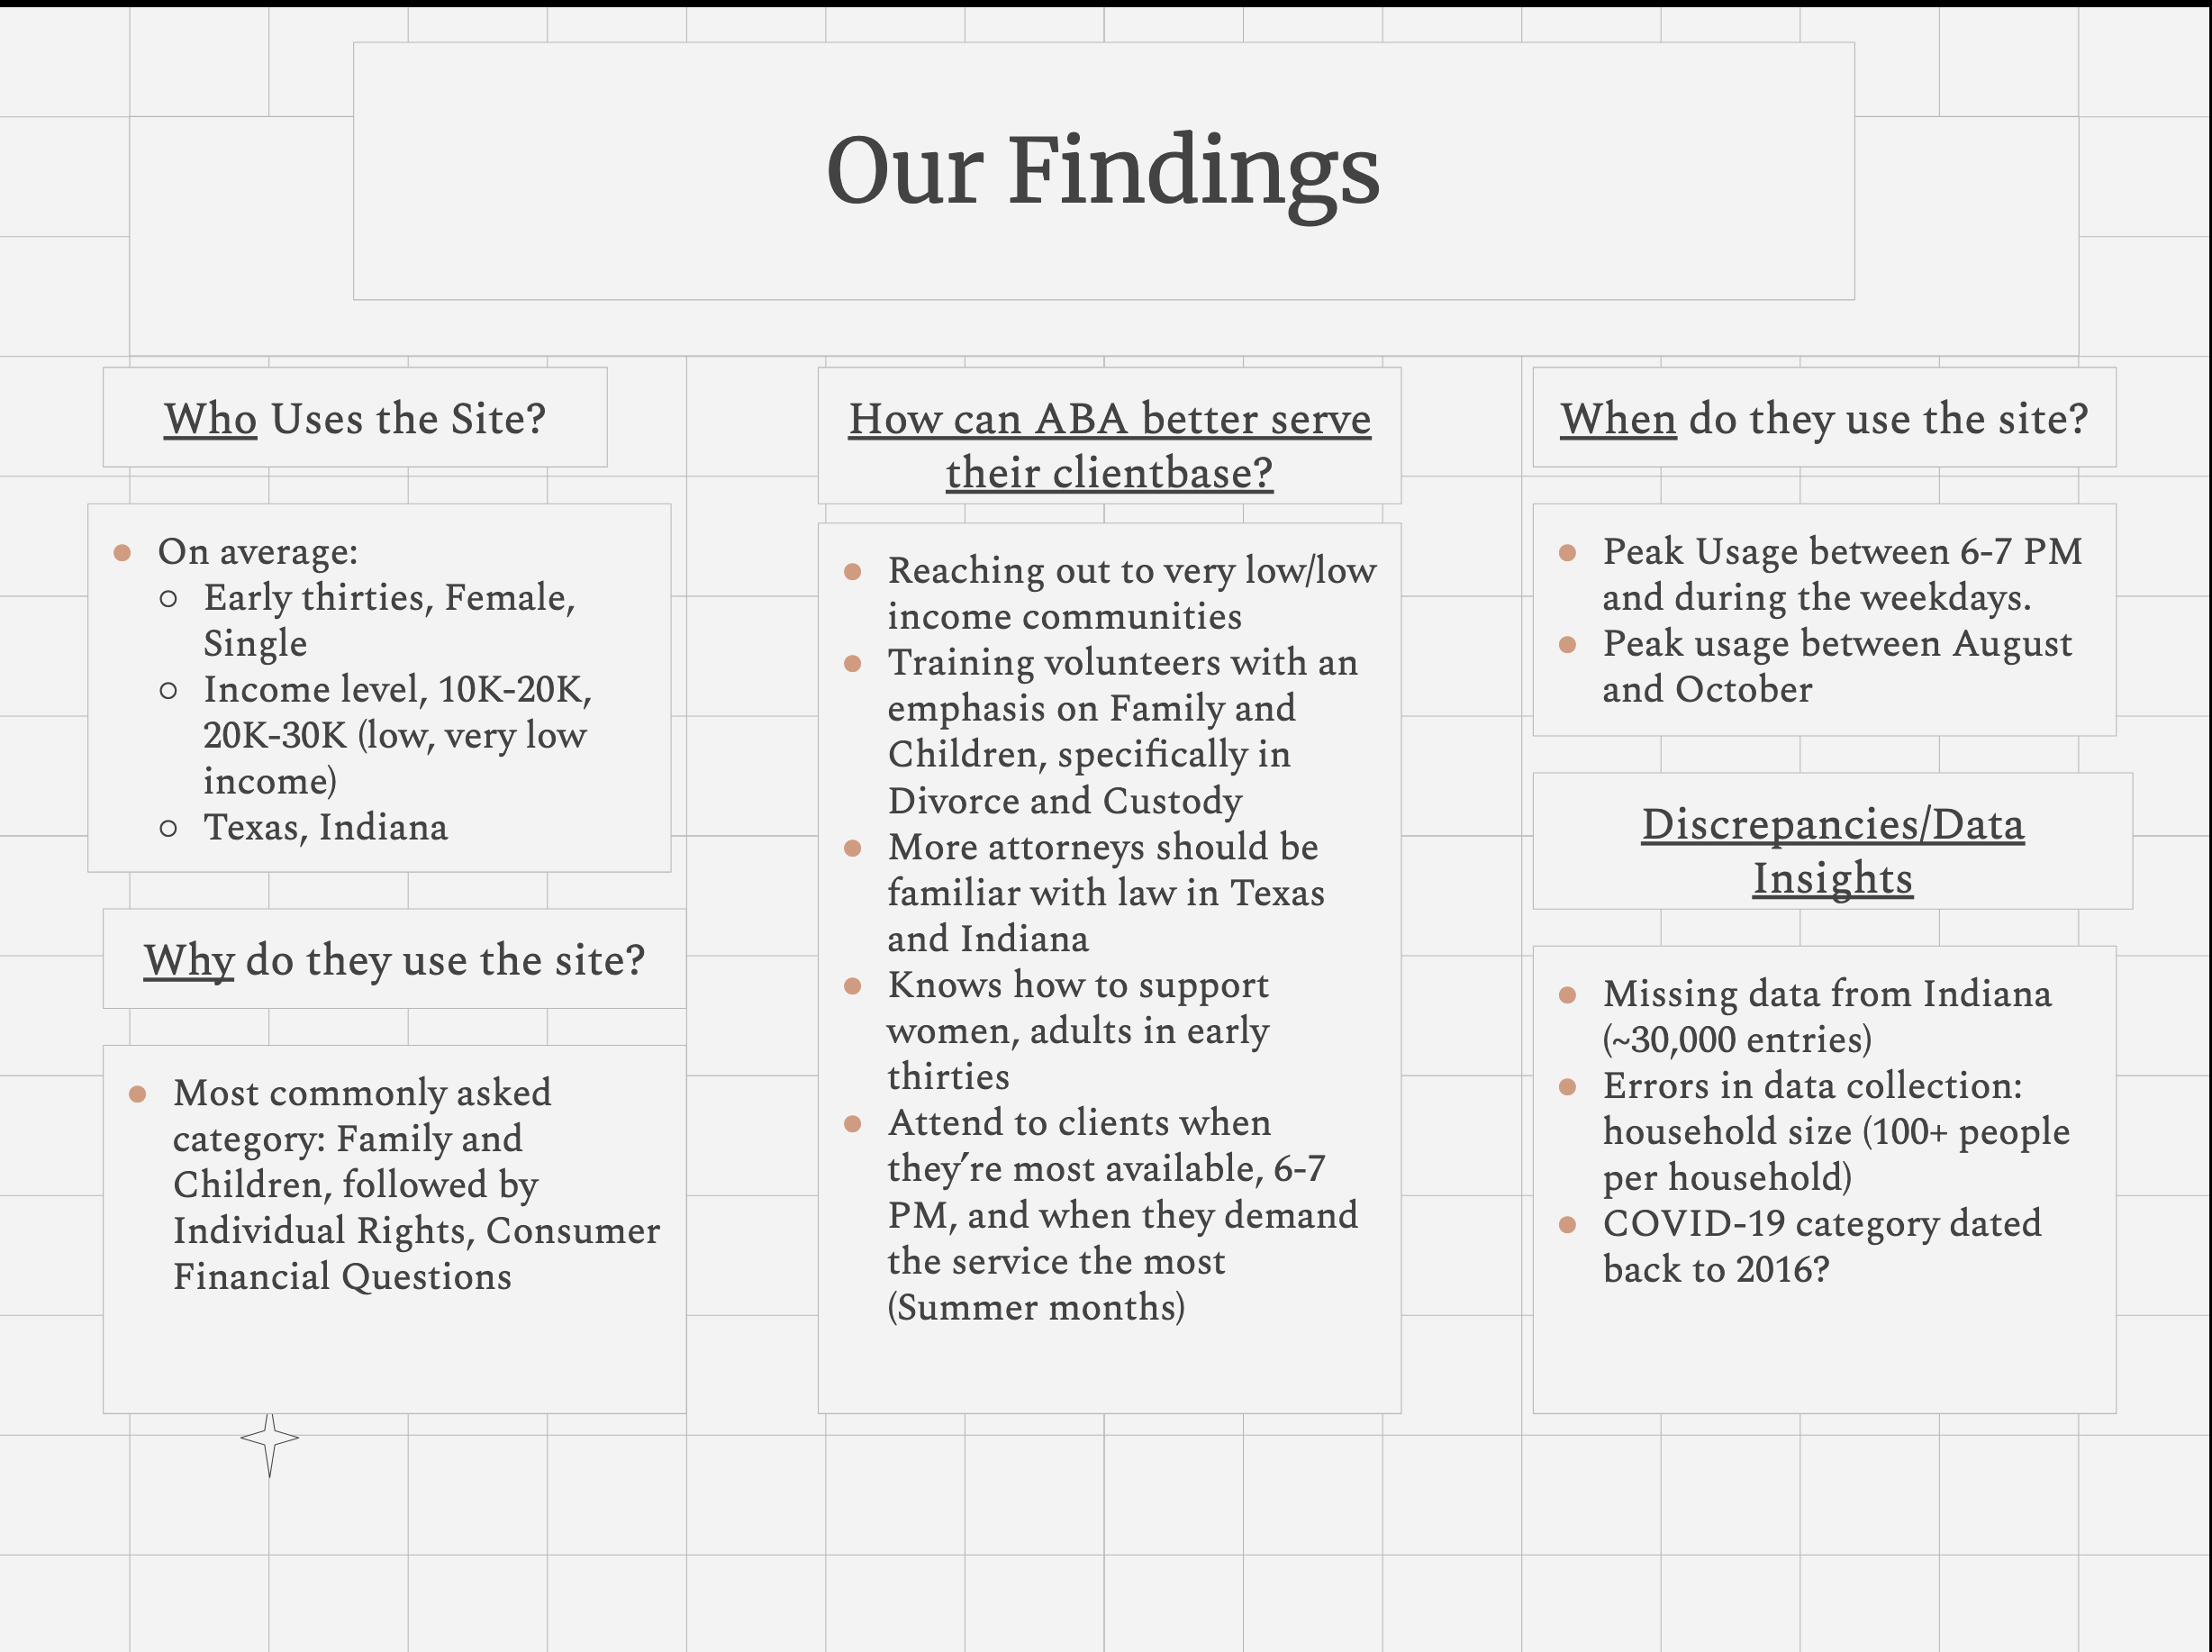 Our Findings
Who Uses the Site?
On average:
Early thirties, Female,
Single
Income level, 10K-20K,
20K-30K (low, very low
income)
Texas, Indiana
Why do they use the site?
Most commonly asked
category: Family and
Children, followed by
Individual Rights, Consumer
Financial Questions
How can ABA better serve
their clientbase?
Reaching out to very low/low
income communities
Training volunteers with an
emphasis on Family and
Children, specifically in
Divorce and Custody
More attorneys should be
familiar with law in Texas
and Indiana
Knows how to support
women, adults in early
thirties
Attend to clients when
they´re most available, 6-7
PM, and when they demand
the service the most
(Summer months)
When do they use the site?
Peak Usage between 6-7 PM
and during the weekdays.
Peak usage between August
and October
Discrepancies/Data
Insights
Missing data from Indiana
(~30,000 entries)
Errors in data collection:
household size (100+ people
per household)
COVID-19 category dated
back to 2016?